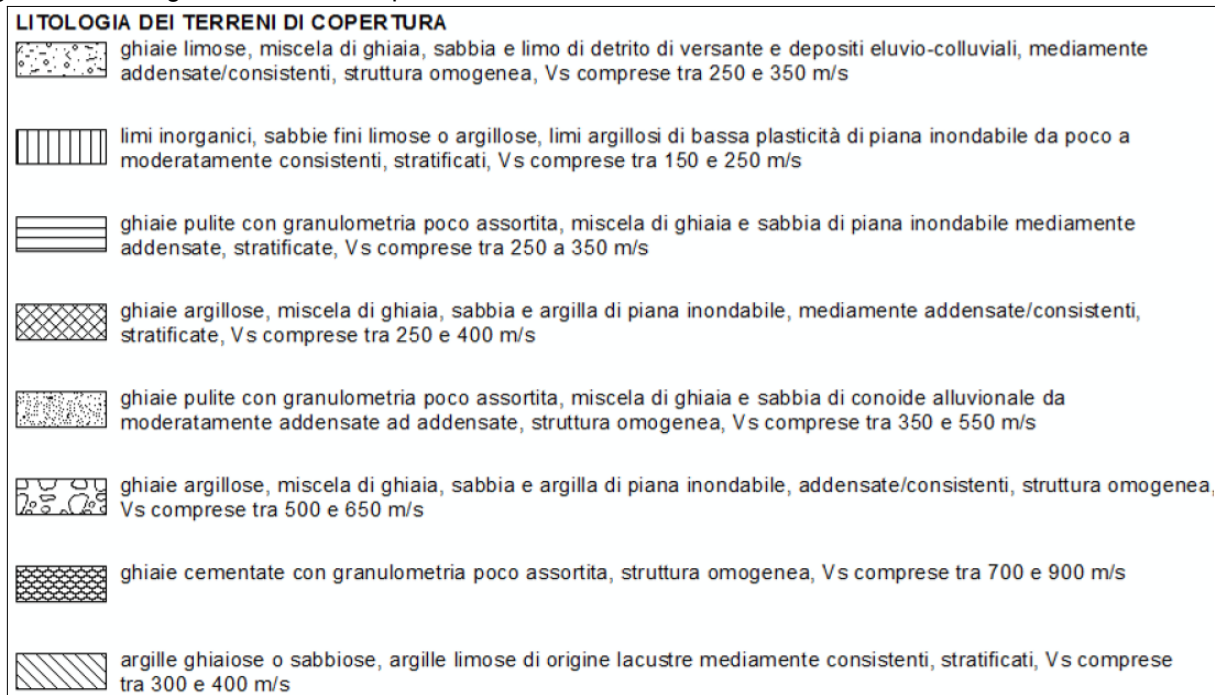 LITOLOGIA DEI TERRENI DI COPERTURA
ghiaie limose, miscela di ghiaia, sabbia e limo di detrito di versante e depositi eluvio-colluviali, mediamente
addensate/consistenti, struttura omogenea, Vs comprese tra 250 e 350 m/s
limi inorganici, sabbie fini limose o argillose, limi argillosi di bassa plasticità di piana inondabile da poco a
moderatamente consistenti, stratificati, Vs comprese tra 150 e 250 m/s
ghiaie pulite con granulometria poco assortita, miscela di ghiaia e sabbia di piana inondabile mediamente
addensate, stratificate, Vs comprese tra 250 a 350 m/s
ghiaie argillose, miscela di ghiaia, sabbia e argilla di piana inondabile, mediamente addensate/consistenti,
stratificate, Vs comprese tra 250 e 400 m/s
ghiaie pulite con granulometria poco assortita, miscela di ghiaia e sabbia di conoide alluvionale da
moderatamente addensate ad addensate, struttura omogenea, Vs comprese tra 350 e 550 m/s
ghiaie argillose, miscela di ghiaia, sabbia e argilla di piana inondabile, addensate/consistenti, struttura omogenea,
Vs comprese tra 500 e 650 m/s
ghiaie cementate con granulometria poco assortita, struttura omogenea, Vs comprese tra 700 e 900 m/s
argille ghiaiose o sabbiose, argille limose di origine lacustre mediamente consistenti, stratificati, Vs comprese
tra 300 e 400 m/s